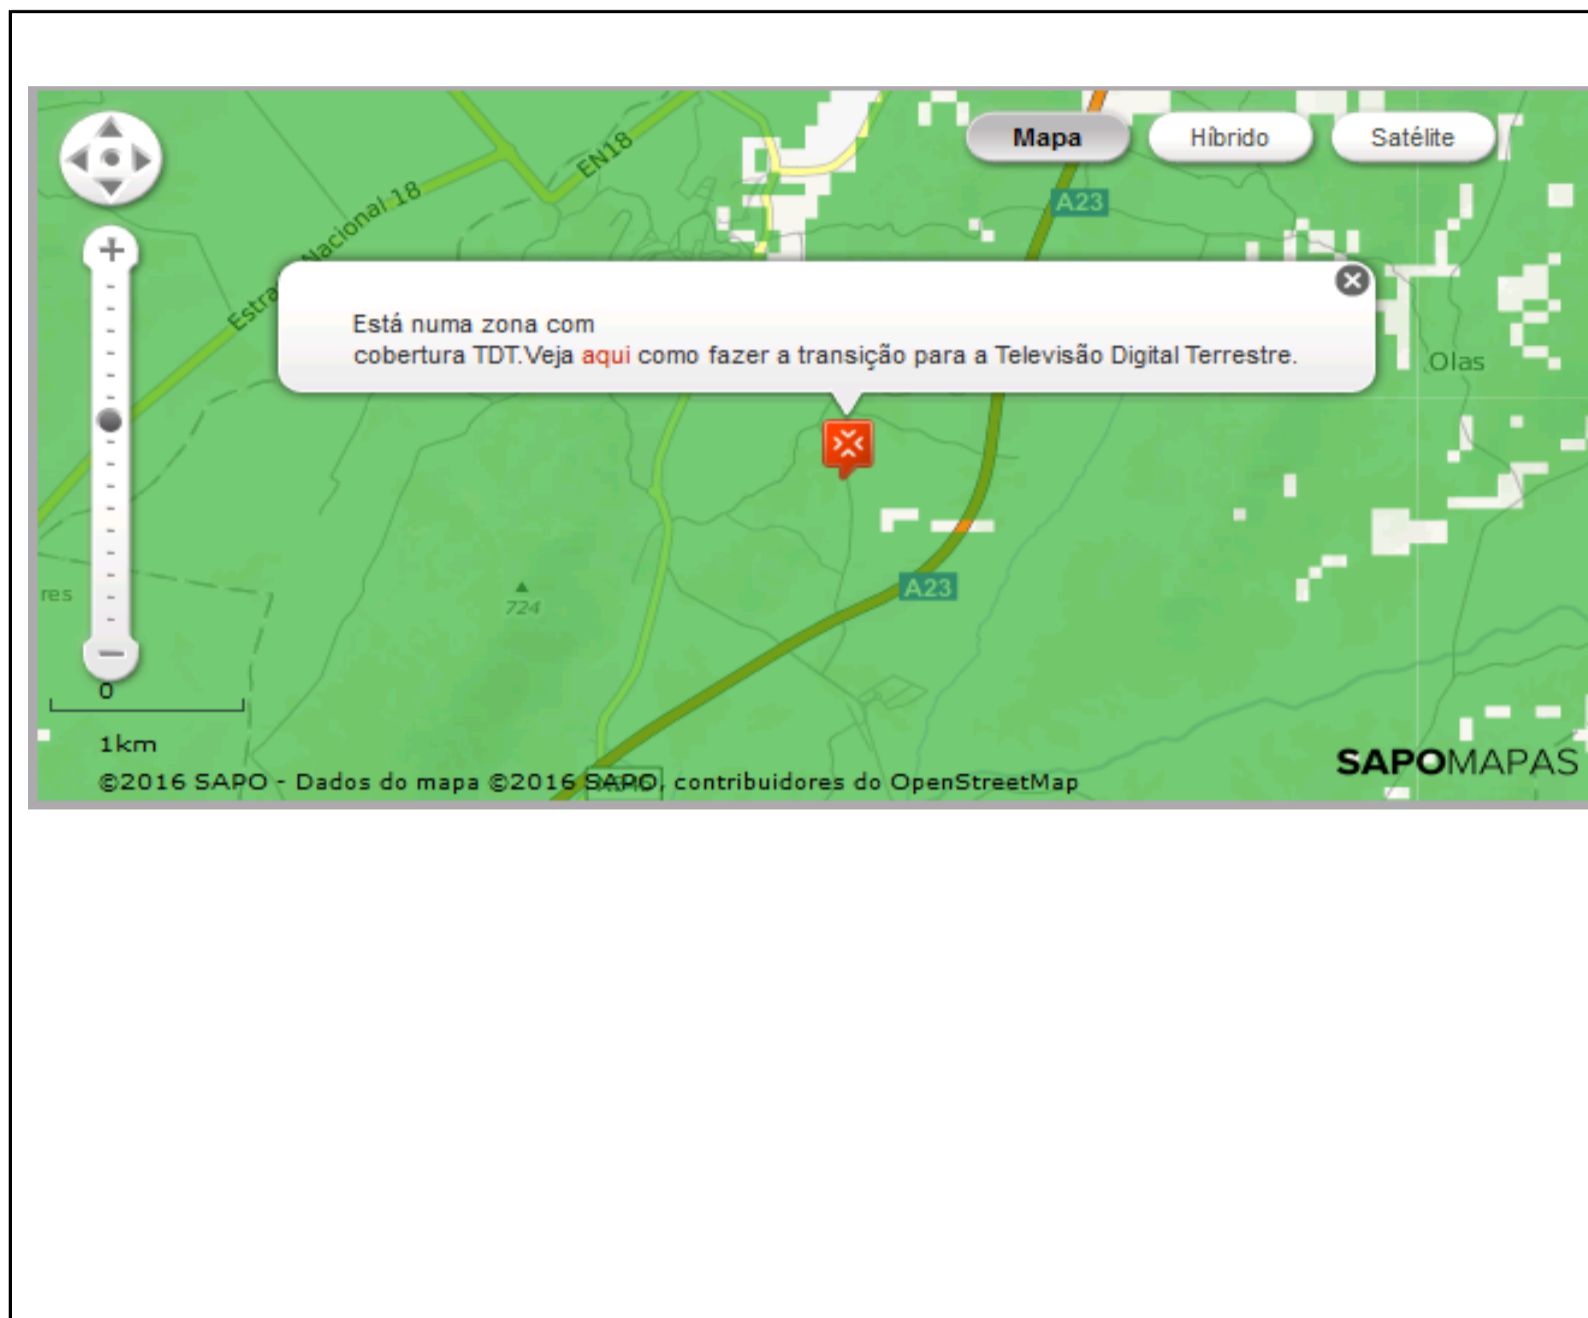 Mapa
Híbrido
Satélite
EN18
A23
Estra Nacional 18
Está numa zona com
cobertura TDT.Veja aqui como fazer a transição para a Televisão Digital Terrestre.
Olas
A23
res
724
0
1km
SAPOMAPAS
©2016 SAPO - Dados do mapa ©2016 SAPO, contribuidores do OpenStreetMap